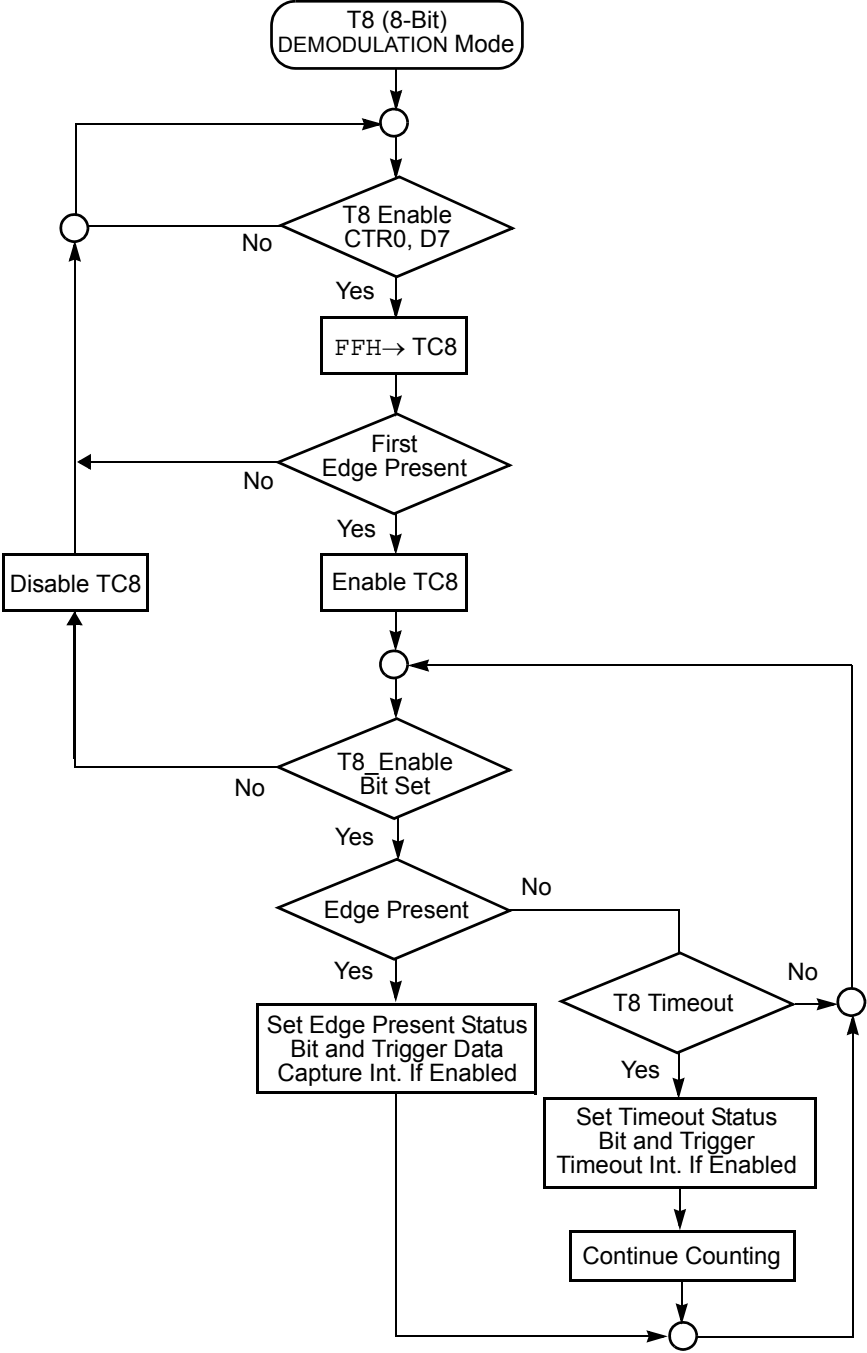 T8 (8-Bit)
DEMODULATION Mode
T8 Enable
CTR0, D7
No
Yes
FFH→ TC8
First
Edge Present
No
Yes
Disable TC8
Enable TC8
T8_Enable
Bit Set
No
Yes
Edge Present
No
Yes
T8 Timeout
No
Set Edge Present Status
Bit and Trigger Data
Capture Int. If Enabled
Yes
Set Timeout Status
Bit and Trigger
Timeout Int. If Enabled
Continue Counting